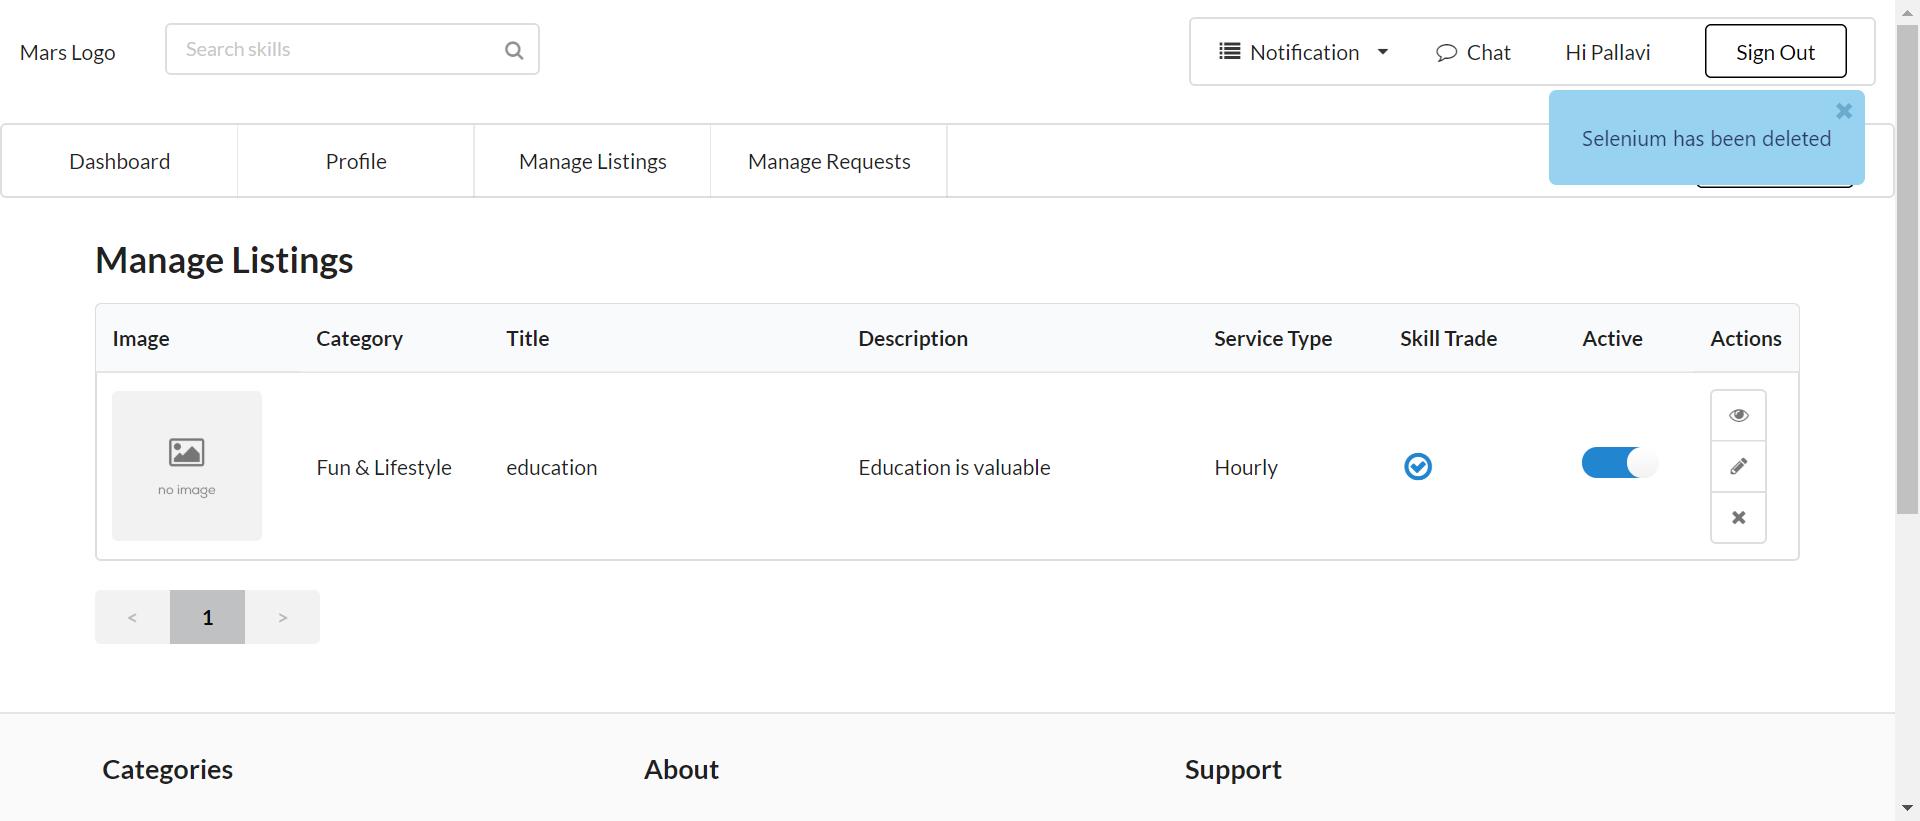 Mars Logo
Search skills
Notification
Chat
Hi Pallavi
Sign Out
Selenium has been deleted
Dashboard
Profile
Manage Listings
Manage Requests
Manage Listings
Image Category Title Description Service Type Skill Trade Active Actions
no image
Fun & Lifestyle education Education is valuable Hourly
< 1 >
Categories About Support